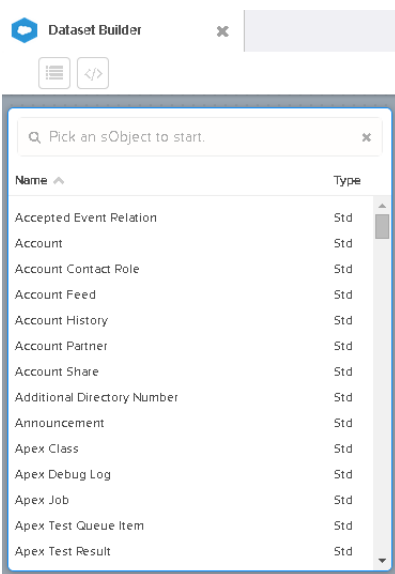 Dataset Builder
</>
Pick an sObject to start.
Name Type
Accepted Event Relation Std
Account Std
Account Contact Role Std
Account Feed Std
Account History Std
Account Partner Std
Account Share Std
Additional Directory Number Std
Announcement Std
Apex Class Std
Apex Debug Log Std
Apex Job Std
Apex Test Queue Item Std
Apex Test Result Std